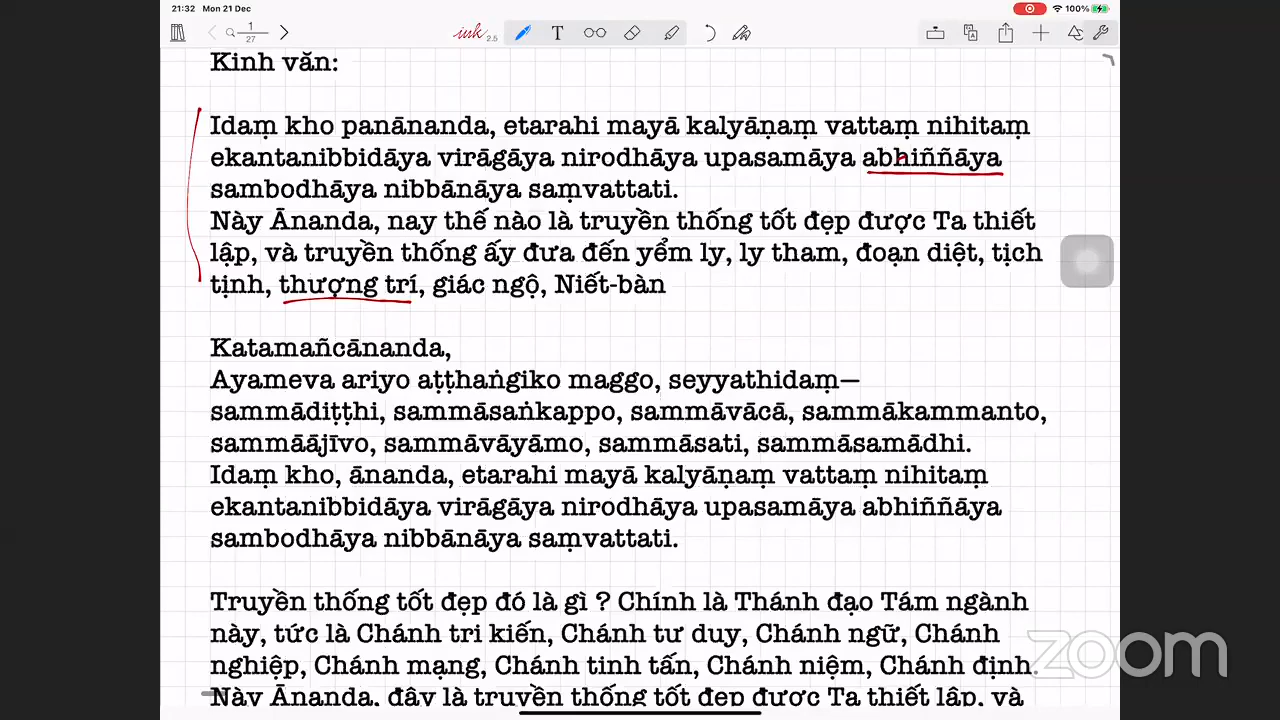 21:32 Mon 21 Dec
100%
1
27
ink 2.5
T
Kinh văn:
Idaṃ kho panānanda, etarahi mayā kalyāṇaṃ vattaṃ nihitaṃ
ekantanibbidāya virāgāya nirodhāya upasamāya abhiññāya
sambodhāya nibbānāya saṃvattati.
Này Ānanda, nay thế nào là truyền thống tốt đẹp được Ta thiết
lập, và truyền thống ấy đưa đến yểm ly, ly tham, đoạn diệt, tịch
tịnh, thượng trí, giác ngộ, Niết-bàn
Katamañcānanda,
Ayameva ariyo aṭṭhaṅgiko maggo, seyyathidaṃ—
sammādiṭṭhi, sammāsaṅkappo, sammāvācā, sammākammanto,
sammāājīvo, sammāvāyāmo, sammāsati, sammāsamādhi.
Idaṃ kho, ānanda, etarahi mayā kalyāṇaṃ vattaṃ nihitaṃ
ekantanibbidāya virāgāya nirodhāya upasamāya abhiññāya
sambodhāya nibbānāya saṃvattati.
Truyền thống tốt đẹp đó là gì ? Chính là Thánh đạo Tám ngành
này, tức là Chánh tri kiến, Chánh tư duy, Chánh ngữ, Chánh
nghiệp, Chánh mạng, Chánh tinh tấn, Chánh niệm, Chánh định.
Này Ānanda, đây là truyền thống tốt đẹp được Ta thiết lập, và
zoom